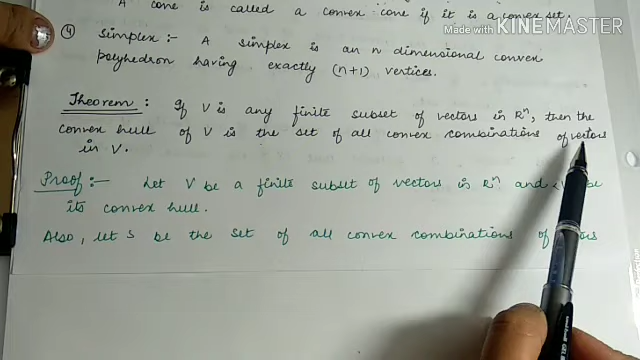 A cone is called a convex cone if it is a convex set.
Made with KINEMASTER
(4) Simplex :- A simplex is an n dimensional convex
polyhedron having exactly (n+1) vertices.
Theorem : If V is any finite subset of vectors in Rⁿ, then the
convex hull of V is the set of all convex combinations of vectors
in V.
Proof :- Let V be a finite subset of vectors in Rⁿ and be
its convex hull.
Also, let S be the set of all convex combinations of